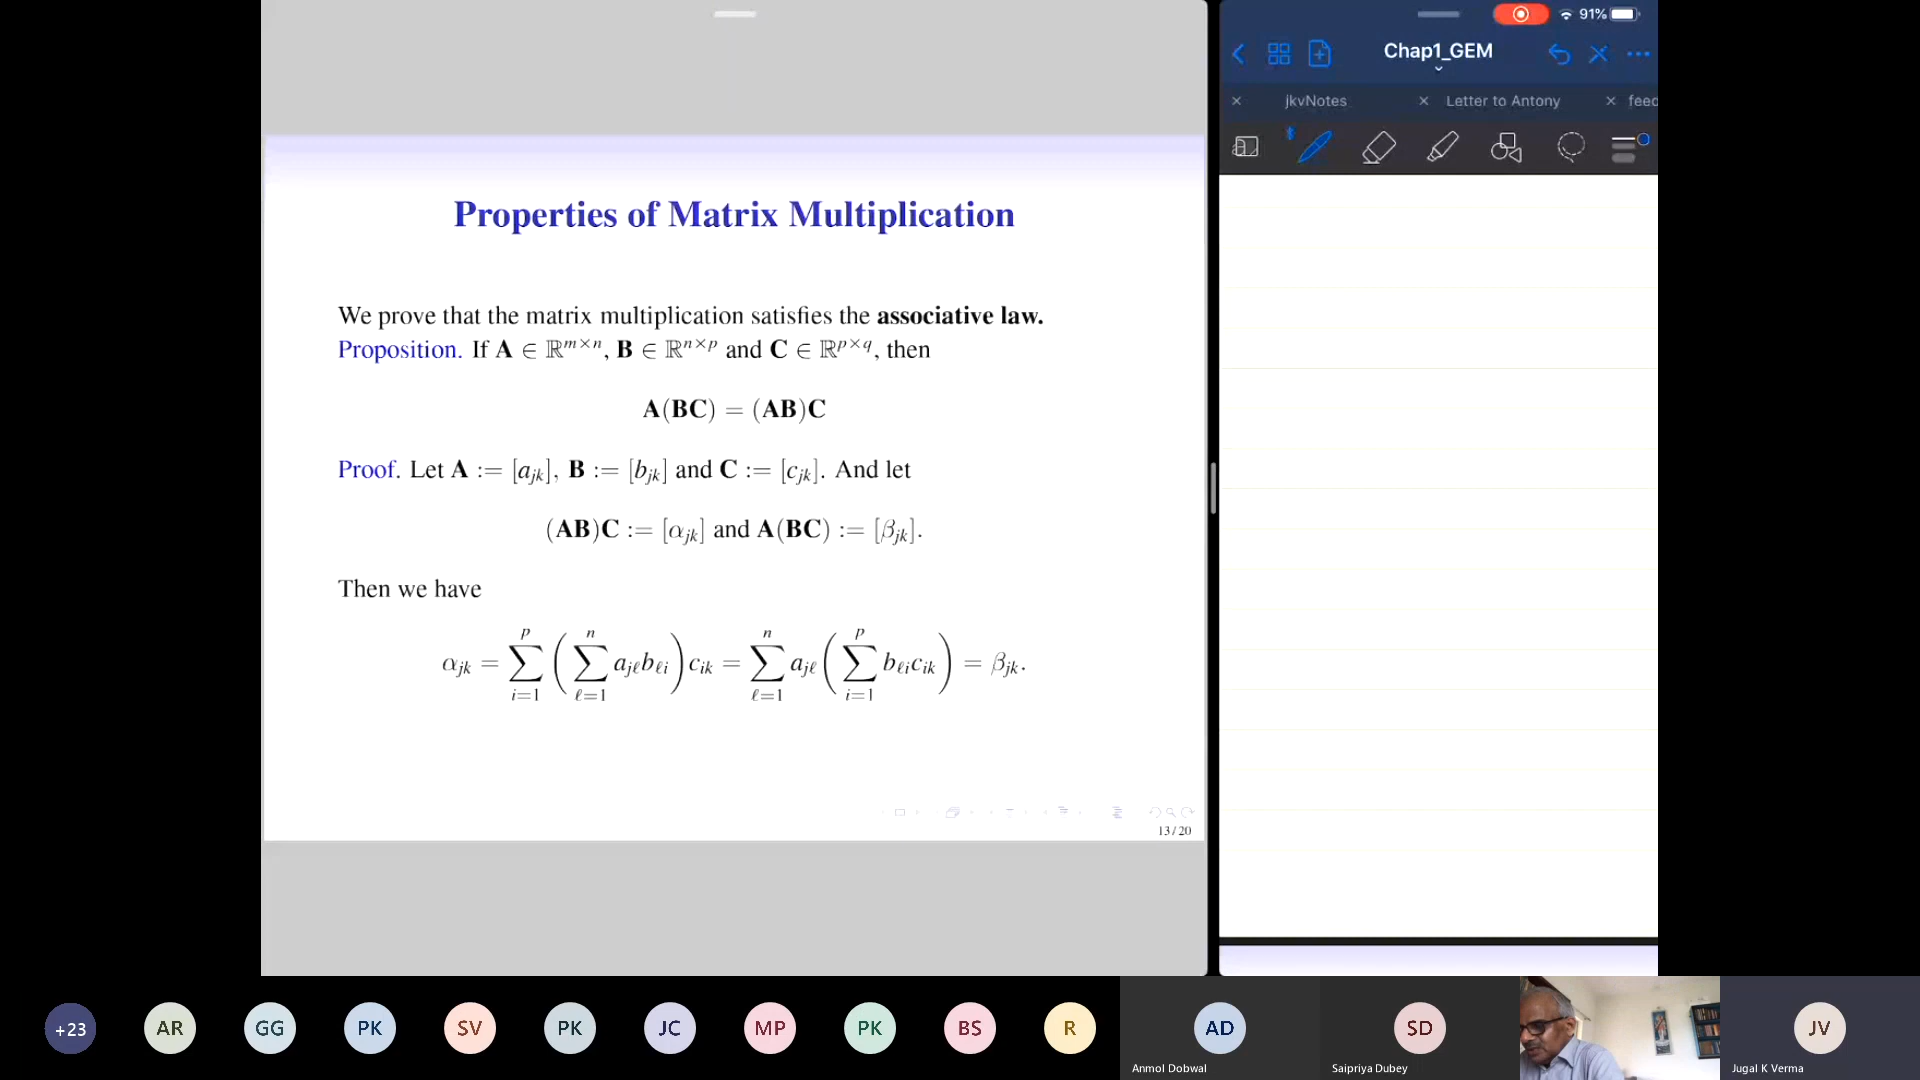 Properties of Matrix Multiplication
We prove that the matrix multiplication satisfies the associative law.
Proposition. If A ∈ ℝ^{m×n}, B ∈ ℝ^{n×p} and C ∈ ℝ^{p×q}, then
A(BC) = (AB)C
Proof. Let A := [a_{jk}], B := [b_{jk}] and C := [c_{jk}]. And let
(AB)C := [α_{jk}] and A(BC) := [β_{jk}].
Then we have
α_{jk} = \sum_{i=1}^{p} ( \sum_{ℓ=1}^{n} a_{jℓ}b_{ℓi} ) c_{ik} = \sum_{ℓ=1}^{n} a_{jℓ} ( \sum_{i=1}^{p} b_{ℓi}c_{ik} ) = β_{jk}.
13/20
91%
Chap1_GEM
jkvNotes
Letter to Antony
feed
a
+23
AR
GG
PK
SV
PK
JC
MP
PK
BS
R
AD
Anmol Dobwal
SD
Saipriya Dubey
JV
Jugal K Verma